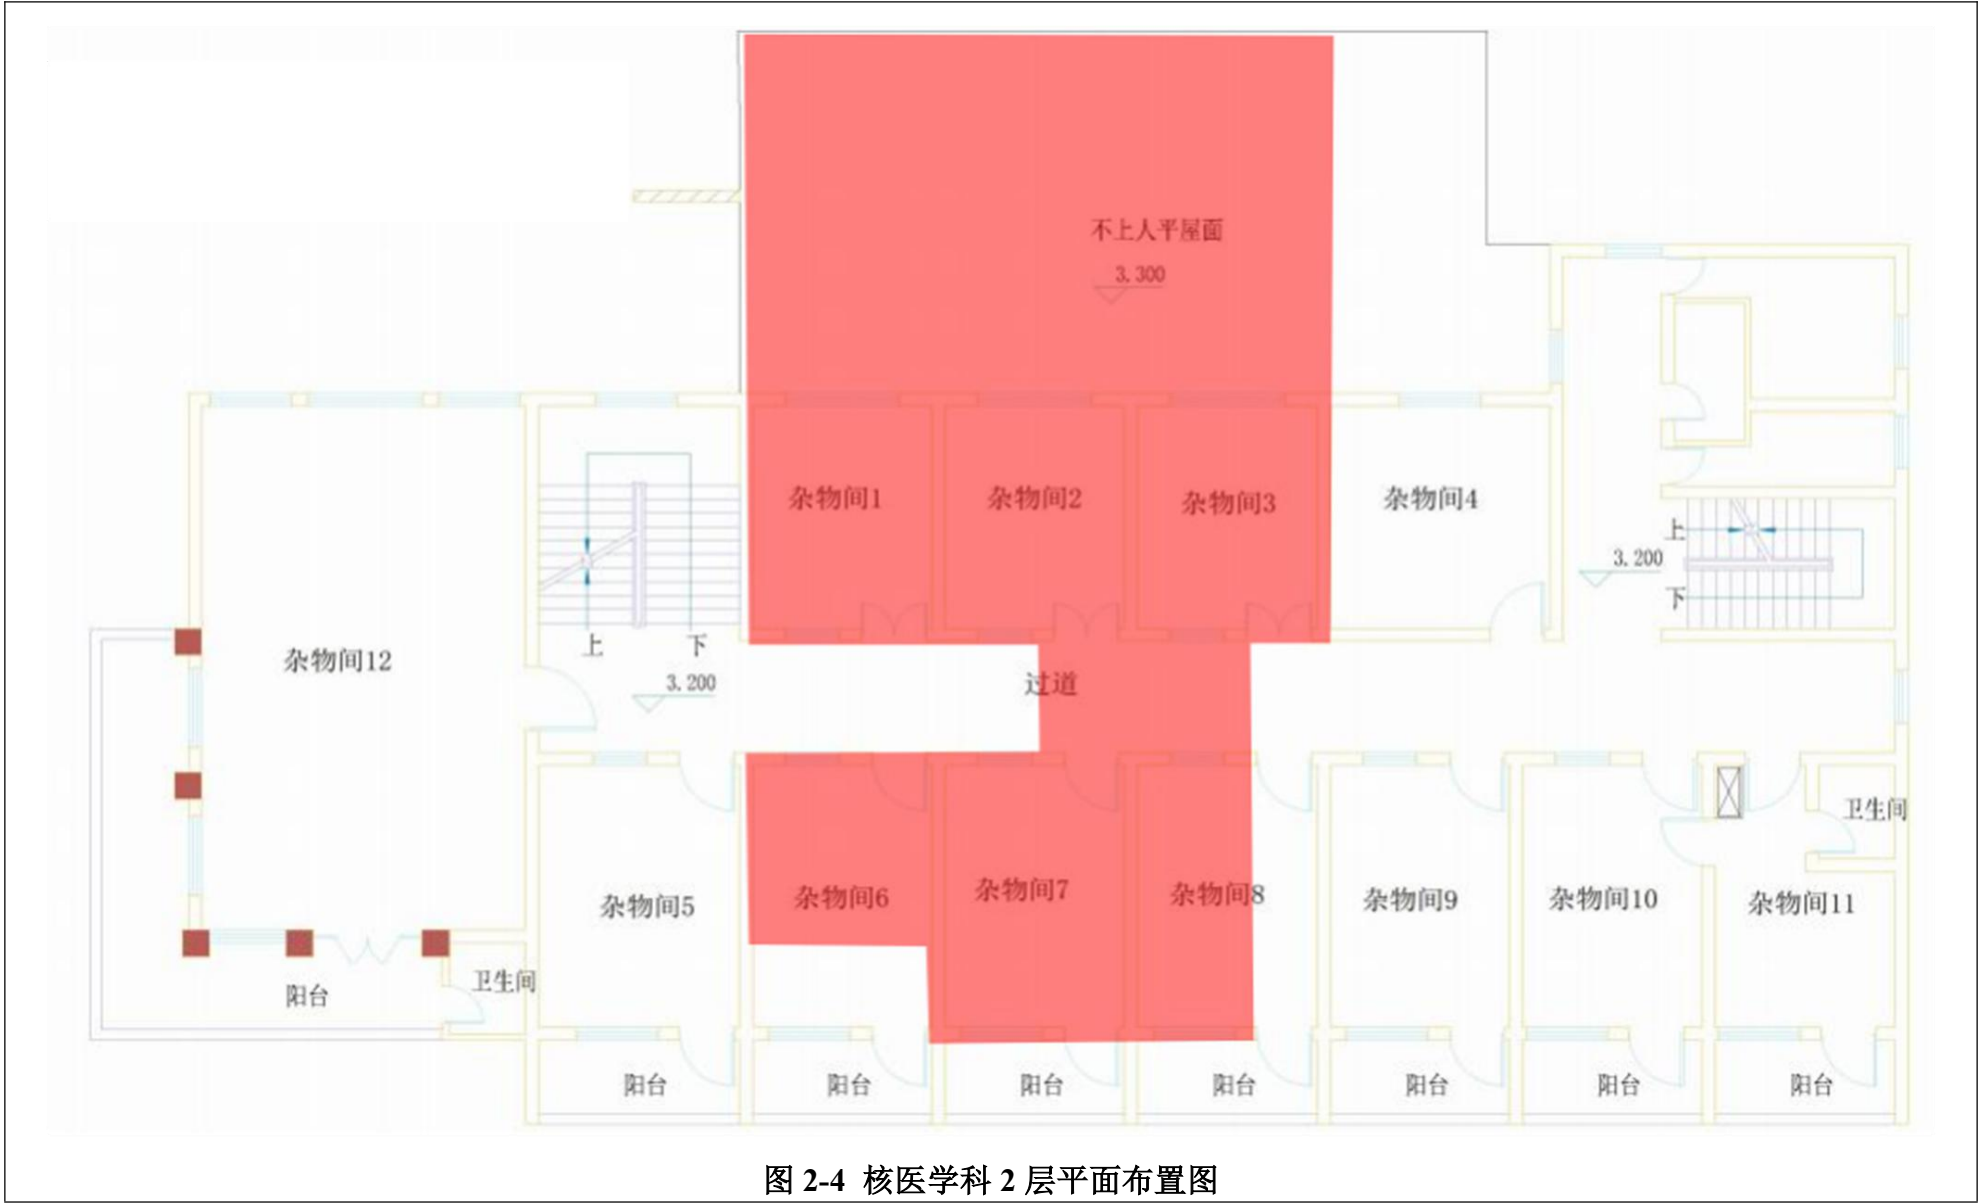 不上人平屋面
3.300
杂物间1
杂物间2
杂物间3
杂物间4
上
3.200
下
杂物间12
上
下
3.200
过道
卫生间
杂物间5
杂物间6
杂物间7
杂物间8
杂物间9
杂物间10
杂物间11
卫生间
阳台
阳台
阳台
阳台
阳台
阳台
阳台
阳台
图 2-4 核医学科 2 层平面布置图